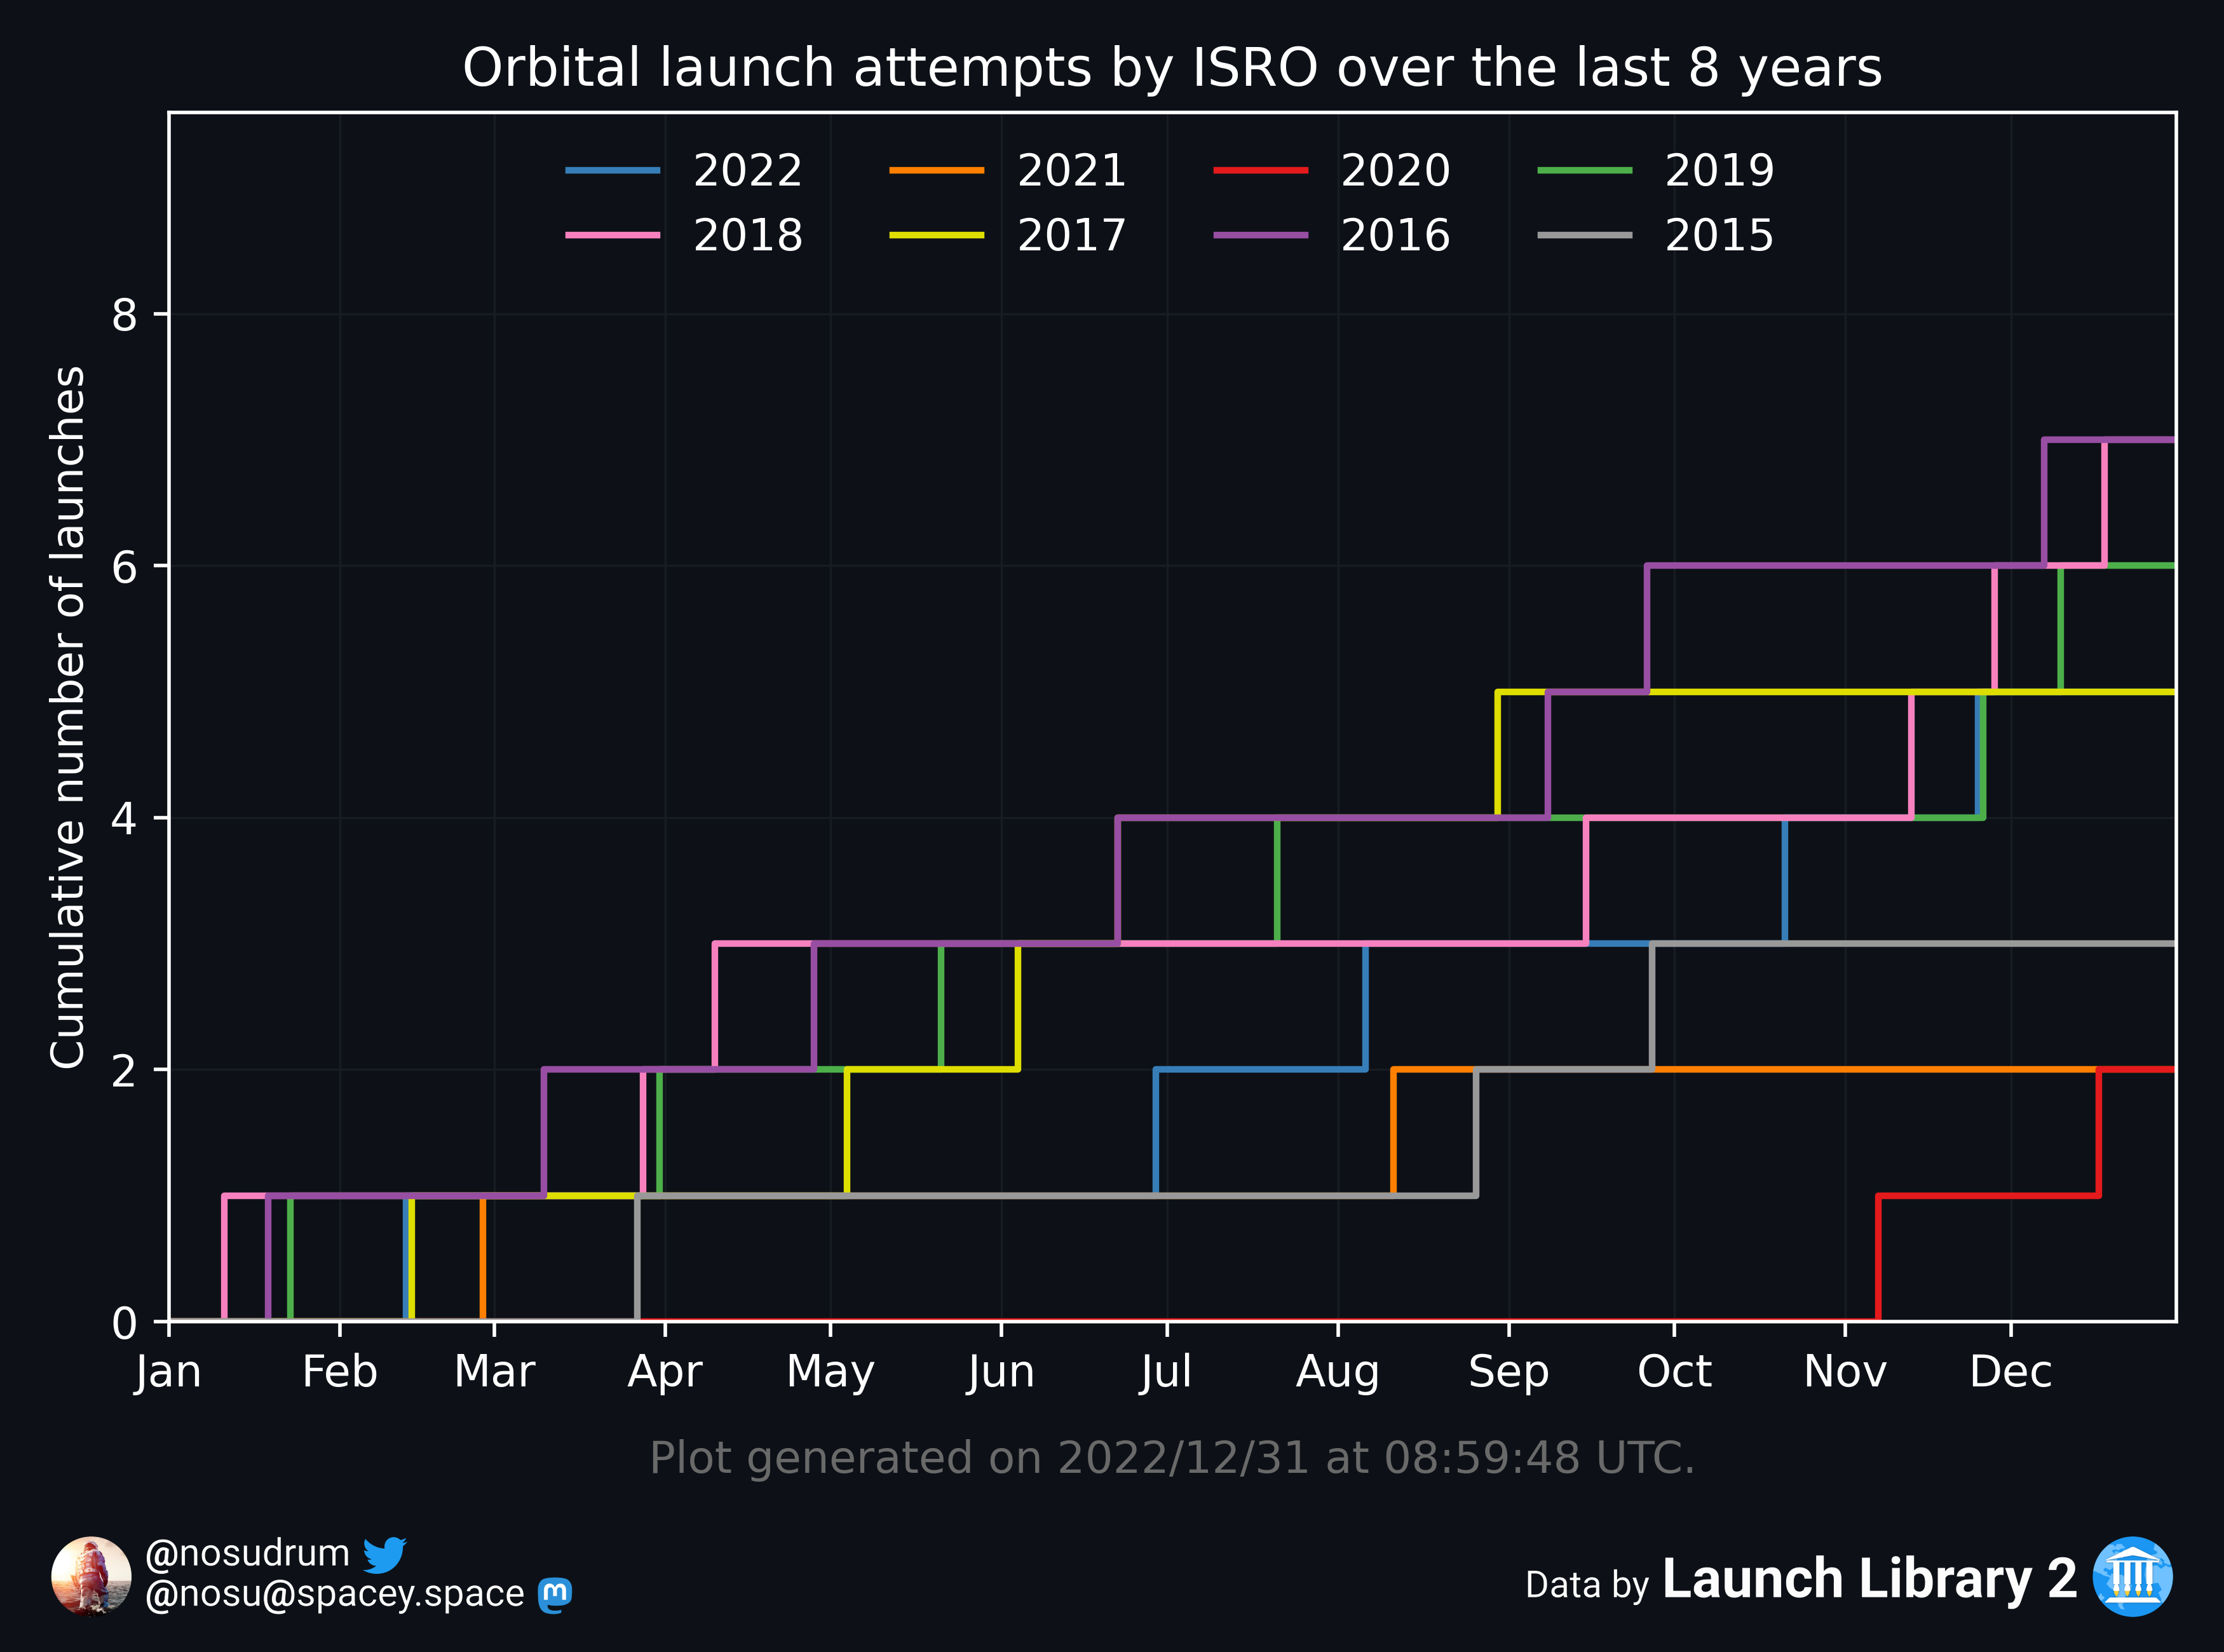 Orbital launch attempts by ISRO over the last 8 years
2022 2021 2020 2019
2018 2017 2016 2015
Cumulative number of launches
8
6
4
2
0
Jan Feb Mar Apr May Jun Jul Aug Sep Oct Nov Dec
Plot generated on 2022/12/31 at 08:59:48 UTC.
@nosudrum
@nosu@spacey.space
Data by Launch Library 2